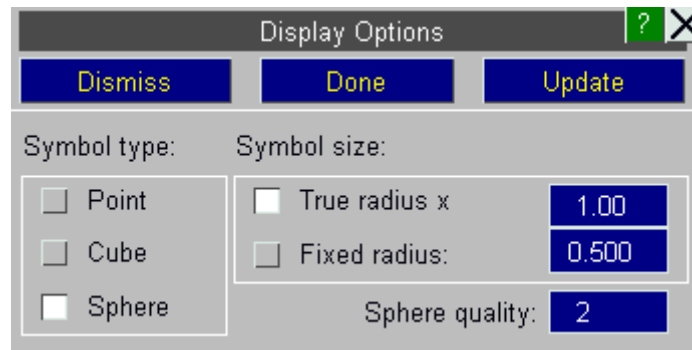 Display Options ?
Dismiss Done Update
Symbol type: Symbol size:
Point True radius x 1.00
Cube Fixed radius: 0.500
Sphere Sphere quality: 2